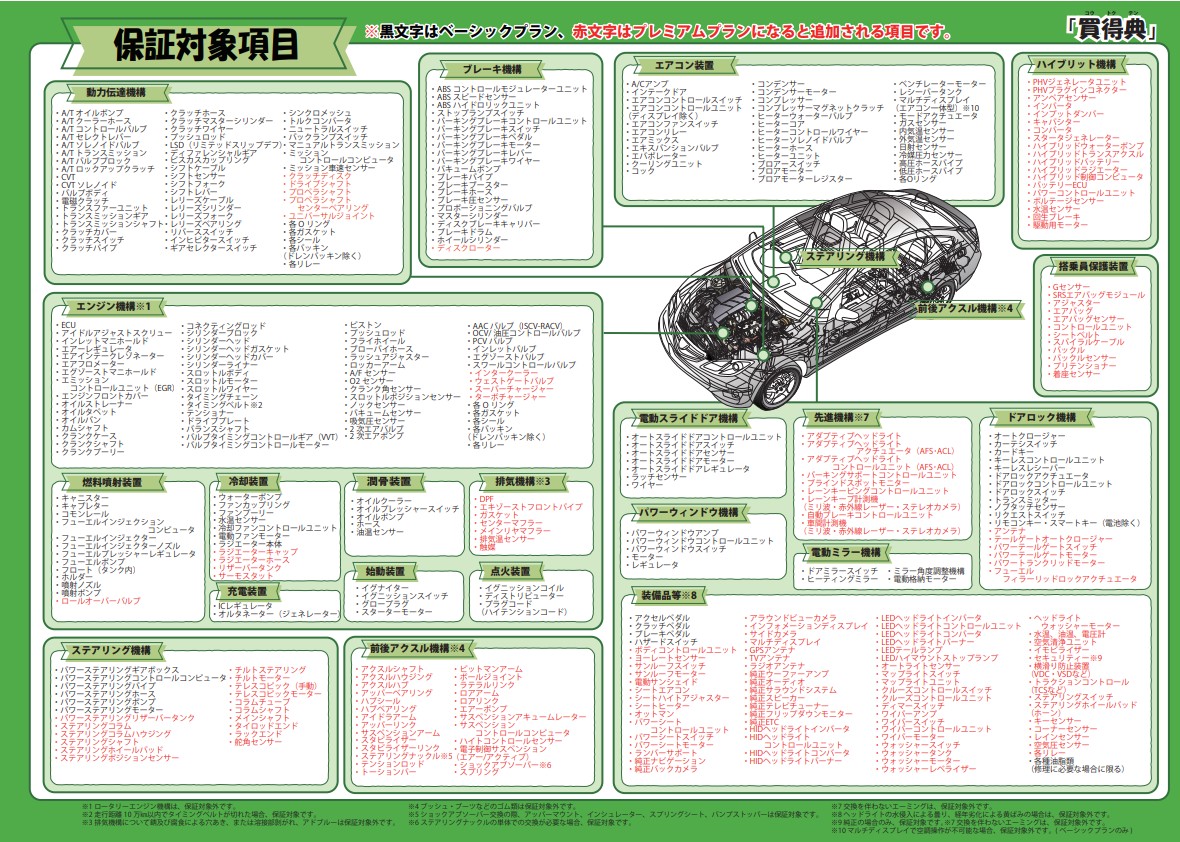 保証対象項目
※黒文字はベーシックプラン、赤文字はプレミアムプランになると追加される項目です。
コウ トク テン
「買得典」
動力伝達機構
・A/T オイルポンプ
・A/T クーラーホース
・A/T コントロールバルブ
・A/T セレクトレバー
・A/T ソレノイドバルブ
・A/T トランスミッション
・A/T バルブブロック
・A/T ロックアップクラッチ
・CVT
・CVT ソレノイド
・バルブボディ
・電磁クラッチ
・トランスファーユニット
・トランスミッションギア
・トランスミッションシャフト
・クラッチカバー
・クラッチスイッチ
・クラッチパイプ
・クラッチホース
・クラッチマスターシリンダー
・クラッチワイヤー
・プッシュロッド
・LSD(リミテッドスリップデフ)
・ディファレンシャルギア
・ビスカスカップリング
・シフトケーブル
・シフトセンサー
・シフトフォーク
・シフトレバー
・レリーズケーブル
・レリーズシリンダー
・レリーズフォーク
・レリーズベアリング
・リバーススイッチ
・インヒビタースイッチ
・ギアセレクタースイッチ
・シンクロメッシュ
・トルクコンバータ
・ニュートラルスイッチ
・バックランプスイッチ
・マニュアルトランスミッション
・ミッション
コントロールコンピュータ
・ミッション車速センサー
・クラッチディスク
・ドライブシャフト
・プロペラシャフト
・プロペラシャフト
センターベアリング
・ユニバーサルジョイント
・各Oリング
・各ガスケット
・各シール
・各パッキン
(ドレンパッキン除く)
・各リレー
ブレーキ機構
・ABS コントロールモジュレーターユニット
・ABS スピードセンサー
・ABS ハイドロリックユニット
・ストップランプスイッチ
・パーキングブレーキコントロールユニット
・パーキングブレーキスイッチ
・パーキングブレーキペダル
・パーキングブレーキモーター
・パーキングブレーキレバー
・パーキングブレーキワイヤー
・バキュームポンプ
・ブレーキパイプ
・ブレーキブースター
・ブレーキホース
・ブレーキ圧センサー
・プロポーショニングバルブ
・マスターシリンダー
・ディスクブレーキキャリパー
・ブレーキドラム
・ホイールシリンダー
・ディスクローター
エアコン装置
・A/Cアンプ
・インテークドア
・エアコンコントロールスイッチ
・エアコンコントロールユニット
(ディスプレイ除く)
・エアコンファンスイッチ
・エアコンリレー
・エアミックス
・エキスパンションバルブ
・エバポレーター
・クーリングユニット
・コック
・コンデンサー
・コンデンサーモーター
・コンプレッサー
・コンプレッサーマグネットクラッチ
・ヒーターウォーターバルブ
・ヒーターコア
・ヒーターコントロールワイヤー
・ヒーターソレノイドバルブ
・ヒーターホース
・ヒーターユニット
・ブロアースイッチ
・ブロアモーター
・ブロアモーターレジスター
・ベンチレーターモーター
・レシーバータンク
・マルチディスプレイ
(エアコン一体型)※10
・モードアクチュエータ
・ガスセンサー
・内気温センサー
・外気温センサー
・日射センサー
・冷媒圧力センサー
・高圧ホースパイプ
・低圧ホースパイプ
・各Oリング
ハイブリット機構
・PHVジェネレータユニット
・PHVプラグインコネクター
・アンペアセンサー
・インバータ
・インプットダンパー
・キャパシター
・コンバータ
・スタータジェネレーター
・ハイブリッドウォーターポンプ
・ハイブリッドトランスアクスル
・ハイブリッドバッテリー
・ハイブリッドラジエター
・ハイブリッド制御コンピュータ
・バッテリーECU
・パワーコントロールユニット
・ボルテージセンサー
・水温センサー
・回生ブレーキ
・駆動用モーター
ステアリング機構
前後アクスル機構※4
搭乗員保護装置
・Gセンサー
・SRSエアバッグモジュール
・アジャスター
・エアバッグ
・エアバッグセンサー
・コントロールユニット
・シートベルト
・スパイラルケーブル
・バックル
・バックルセンサー
・プリテンショナー
・着座センサー
エンジン機構※1
・ECU
・アイドルアジャストスクリュー
・インレットマニホールド
・エアーレギュレータ
・エアインジェクレクネーター
・エアフロメーター
・エグゾーストマニホールド
・エミッション
コントロールユニット(EGR)
・エンジンフロントカバー
・オイルストレーナー
・オイルタペット
・オイルパン
・カムシャフト
・クランクケース
・クランクシャフト
・クランクプーリー
・コネクティングロッド
・シリンダーブロック
・シリンダーヘッド
・シリンダーヘッドガスケット
・シリンダーヘッドカバー
・シリンダーライナー
・スロットルボディ
・スロットルモーター
・スロットルワイヤー
・タイミングチェーン
・タイミングベルト※2
・テンショナー
・ドライブプレート
・バランスシャフト
・バルブタイミングコントロールギア(VVT)
・バルブタイミングコントロールモーター
・ピストン
・プッシュロッド
・フライホイール
・ブローバイホース
・ラッシュアジャスター
・ロッカーアーム
・A/F センサー
・O2 センサー
・クランク角センサー
・スロットルポジションセンサー
・ノックセンサー
・バキュームセンサー
・吸気圧センサー
・2 次エアバルブ
・2 次エアポンプ
・AAC バルブ (ISCV-RACV)
・OCV/ 油圧コントロールバルブ
・PCV バルブ
・インレットバルブ
・エグゾーストバルブ
・スワールコントロールバルブ
・インタークーラー
・ウェストゲートバルブ
・スーパーチャージャー
・ターボチャージャー
・各 O リング
・各ガスケット
・各シール
・各パッキン
(ドレンパッキン除く)
・各リレー
燃料噴射装置
・キャニスター
・キャブレター
・コモンレール
・フューエルインジェクション
コンピュータ
・フューエルインジェクター
・フューエルインジェクターノズル
・フューエルプレッシャーレギュレータ
・フューエルポンプ
・フロート(タンク内)
・ホルダー
・噴射ノズル
・噴射ポンプ
・ロールオーバーバルブ
冷却装置
・ウォーターポンプ
・ファンカップリング
・ファンプーリー
・水温センサー
・冷却ファンコントロールユニット
・電動ファンモーター
・ラジエーター本体
・ラジエーターキャップ
・ラジエーターホース
・リザーバータンク
・サーモスタット
充電装置
・ICレギュレータ
・オルタネーター(ジェネレーター)
潤骨装置
・オイルクーラー
・オイルプレッシャースイッチ
・オイルポンプ
・ホース
・油温センサー
始動装置
・イグナイター
・イグニッションスイッチ
・グロープラグ
・スターターモーター
排気機構※3
・DPF
・エキゾーストフロントパイプ
・ガスケット
・センターマフラー
・メインリヤマフラー
・排気温センサー
・触媒
点火装置
・イグニッションコイル
・ディストリビューター
・プラグコード
(ハイテンションコード)
電動スライドドア機構
・オートスライドドアコントロールユニット
・オートスライドドアスイッチ
・オートスライドドアセンサー
・オートスライドドアモーター
・オートスライドドアレギュレータ
・ラッチセンサー
・ワイヤー
パワーウィンドウ機構
・パワーウィンドウアンプ
・パワーウィンドウコントロールユニット
・パワーウィンドウスイッチ
・モーター
・レギュレータ
先進機構※7
・アダプティブヘッドライト
・アダプティブヘッドライト
アクチュエータ(AFS・ACL)
・アダプティブヘッドライト
コントロールユニット(AFS・ACL)
・パーキングサポートコントロールユニット
・ブラインドスポットモニター
・レーンキーピングコントロールユニット
・レーンキープ計測機
(ミリ波・赤外線レーザー・ステレオカメラ)
・自動ブレーキコントロールユニット
・車間計測機
(ミリ波・赤外線レーザー・ステレオカメラ)
電動ミラー機構
・ドアミラースイッチ
・ヒーティングミラー
・ミラー角度調整機構
・電動格納モーター
ドアロック機構
・オートクロージャー
・カーテシスイッチ
・カードキー
・キーレスコントロールユニット
・キーレスレシーバー
・ドアロックアクチュエータ
・ドアロックコントロールユニット
・ドアロックスイッチ
・トランスミッター
・ノブタッチセンサー
・リクエストスイッチ
・リモコンキー・スマートキー(電池除く)
・アンテナ
・テールゲートオートクロージャー
・パワーテールゲートスイッチ
・パワーテールゲートモーター
・パワートランクリッドモーター
・フューエル
フィラーリッドロックアクチュエータ
装備品等※8
・アクセルペダル
・クラッチペダル
・ブレーキペダル
・ハザードスイッチ
・ボディコントロールユニット
・ヨーレートセンサー
・サンルーフスイッチ
・サンルーフモーター
・電動サンシェイド
・シートエアコン
・シートハイトアジャスター
・シートヒーター
・オットマン
・パワーシート
コントロールユニット
・パワーシートスイッチ
・パワーシートモーター
・ランバーサポート
・純正ナビゲーション
・純正バックカメラ
・アラウンドビューカメラ
・インフォメーションディスプレイ
・サイドカメラ
・マルチディスプレイ
・GPSアンテナ
・TVアンテナ
・ラジオアンテナ
・純正ウーファーアンプ
・純正オーディオ
・純正サラウンドシステム
・純正スピーカー
・純正テレビチューナー
・純正フリップダウンモニター
・純正ETC
・HIDヘッドライトインバータ
・HIDヘッドライト
コントロールユニット
・HIDヘッドライトコンバータ
・HIDヘッドライトバーナー
・LEDヘッドライトインバータ
・LEDヘッドライトコントロールユニット
・LEDヘッドライトコンバータ
・LEDヘッドライトバーナー
・LEDテールランプ
・LEDハイマウントストップランプ
・オートライトセンサー
・マップライトスイッチ
・マップライトユニット
・クルーズコントロールスイッチ
・クルーズコントロールユニット
・ディマースイッチ
・ワイパーアンプ
・ワイパースイッチ
・ワイパーコントロールユニット
・ワイパーモーター
・ウォッシャースイッチ
・ウォッシャータンク
・ウォッシャーモーター
・ウォッシャーレベライザー
・ヘッドライト
ウォッシャーモーター
・水温、油温、電圧計
・空気清浄ユニット
・イモビライザー
・セキュリティー※9
・横滑り防止装置
(VDC・VSDなど)
・トラクションコントロール
(TCSなど)
・ステアリングスイッチ
・ステアリングホイールパッド
(ホーン)
・キーセンサー
・コーナーセンサー
・レインセンサー
・空気圧センサー
・各リレー
・各種油脂類
(修理に必要な場合に限る)
ステアリング機構
・パワーステアリングギアボックス
・パワーステアリングコントロールコンピュータ
・パワーステアリングパイプ
・パワーステアリングホース
・パワーステアリングポンプ
・パワーステアリングモーター
・パワーステアリングリザーバータンク
・ステアリングコラム
・ステアリングコラムハウジング
・ステアリングシャフト
・ステアリングホイールパッド
・ステアリングポジションセンサー
・チルトステアリング
・チルトモーター
・テレスコピック(手動)
・テレスコピックモーター
・コラムチューブ
・コラムシャフト
・メインシャフト
・タイロッドエンド
・ラックエンド
・舵角センサー
前後アクスル機構※4
・アクスルシャフト
・アクスルハウジング
・アクスルハブ
・アッパーベアリング
・ハブシール
・ハブベアリング
・アイドラアーム
・アッパーリンク
・サスペンションアーム
・スタビライザー
・スタビライザーリンク
・ステアリングナックル※5
・テンションロッド
・トーションバー
・ピットマンアーム
・ボールジョイント
・ラテラルリンク
・ロアアーム
・ロアリンク
・エアーポンプ
・サスペンションアキュームレーター
・サスペンション
コントロールコンピュータ
・ハイトコントロールセンサー
・電子制御サスペンション
(エアー/アクティブ)
・ショックアブソーバー※6
・スプリング
※1 ロータリーエンジン機構は、保証対象外です。
※2 走行距離 10 万km以内でタイミングベルトが切れた場合、保証対象です。
※3 排気機構について錆及び腐食による穴あき、または溶接部剥がれ、アドブルーは保証対象外です。
※4 ブッシュ・ブーツなどのゴム類は保証対象外です。
※5 ショックアブソーバー交換の際、アッパーマウント、インシュレーター、スプリングシート、バンプストッパーは保証対象です。
※6 ステアリングナックルの単体での交換が必要な場合、保証対象です。
※7 交換を伴わないエーミングは、保証対象外です。
※8 ヘッドライトの水侵入による曇り、経年劣化による黄ばみの場合は、保証対象外です。
※9 純正の場合のみ、保証対象です。※7 交換を伴わないエーミングは、保証対象外です。
※10 マルチディスプレイで空調操作が不可能な場合、保証対象外です。(ベーシックプランのみ)